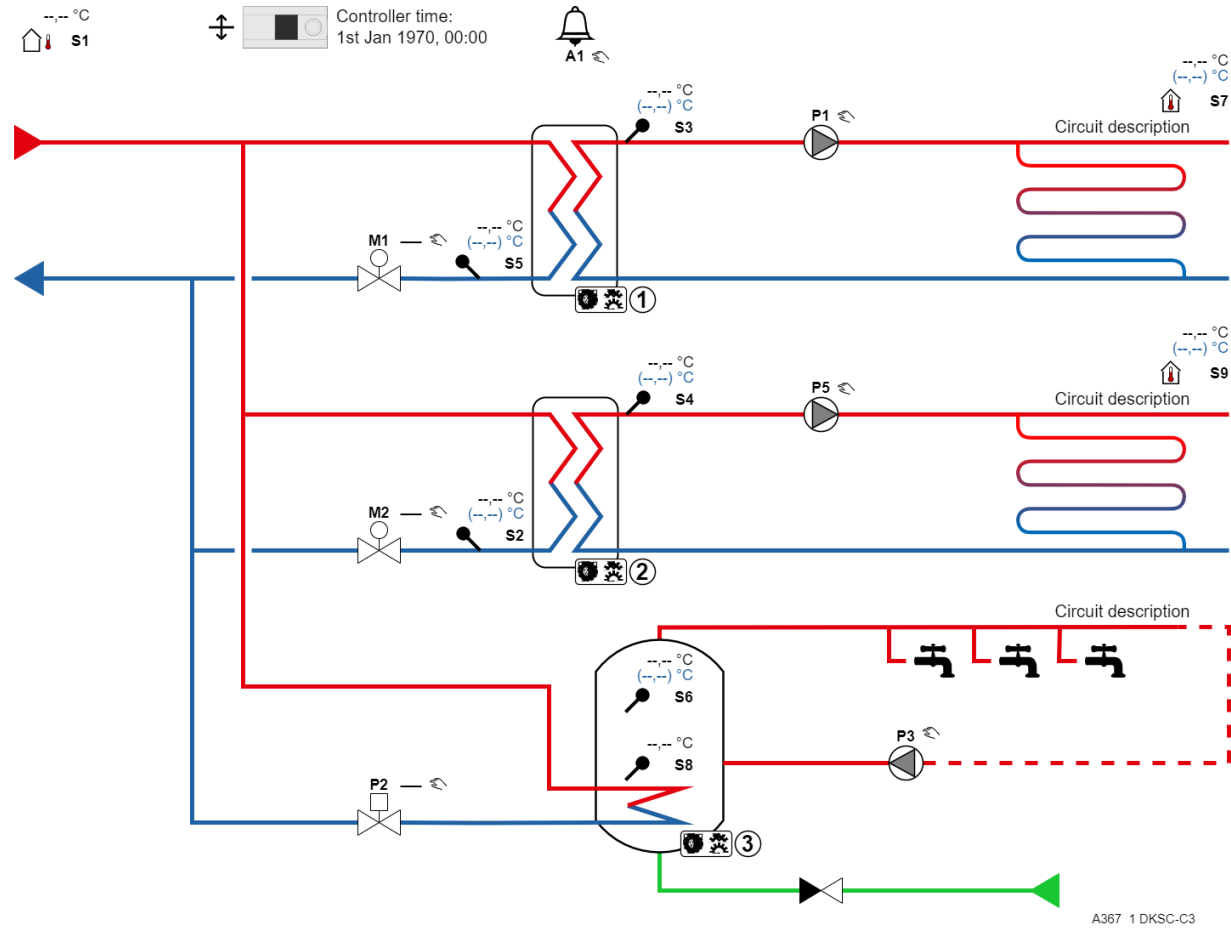 --,-- °C
S1
Controller time:
1st Jan 1970, 00:00
A1
--,-- °C
(--,--) °C
S3
P1
--,-- °C
(--,--) °C
S7
Circuit description
M1
--,-- °C
(--,--) °C
S5
1
--,-- °C
(--,--) °C
S4
P5
--,-- °C
(--,--) °C
S9
Circuit description
M2
--,-- °C
(--,--) °C
S2
2
Circuit description
--,-- °C
(--,--) °C
S6
P3
--,-- °C
S8
P2
3
A367 1 DKSC-C3